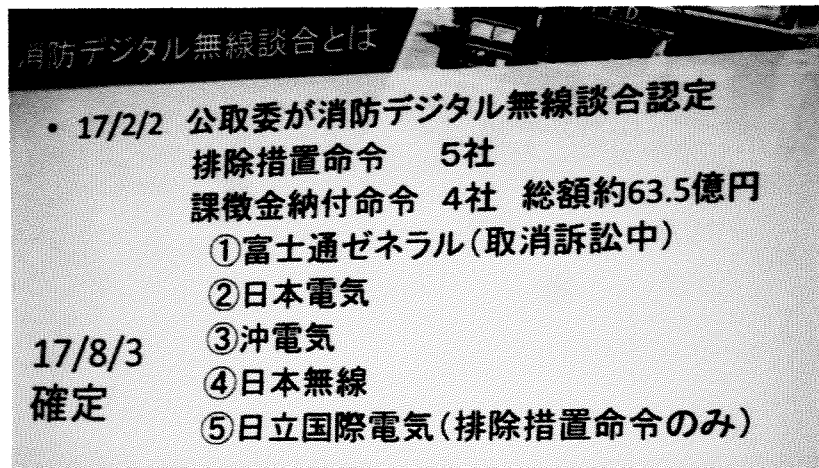 消防デジタル無線談合とは
• 17/2/2 公取委が消防デジタル無線談合認定
排除措置命令 5社
課徴金納付命令 4社 総額約63.5億円
①富士通ゼネラル(取消訴訟中)
②日本電気
③沖電気
17/8/3
確定
④日本無線
⑤日立国際電気(排除措置命令のみ)